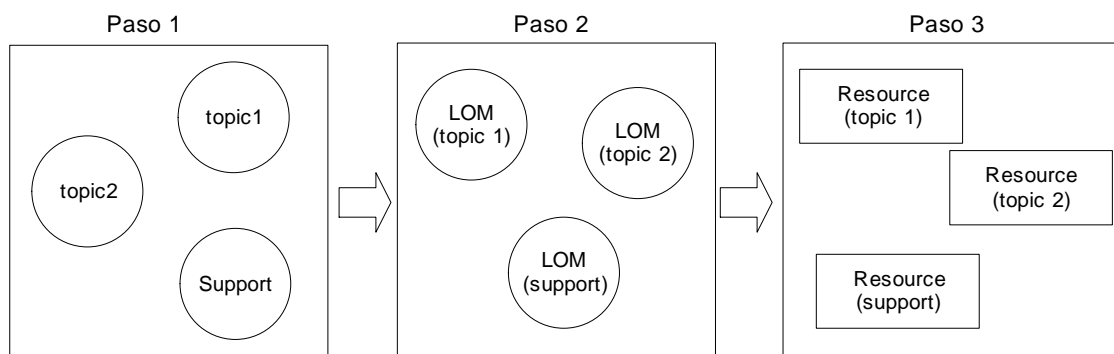 Paso 1
Paso 2
Paso 3
topic1
topic2
Support
LOM
(topic 1)
LOM
(topic 2)
LOM
(support)
Resource
(topic 1)
Resource
(topic 2)
Resource
(support)